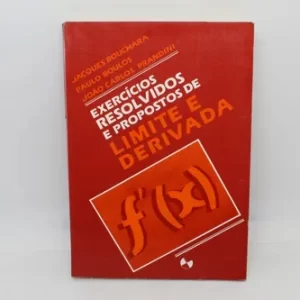 JACQUES BOUCHARA
PAULO BOULOS
JOÃO CARLOS PRANDINI
EXERCÍCIOS
RESOLVIDOS
E PROPOSTOS DE
LIMITE E
DERIVADA
f'(x)